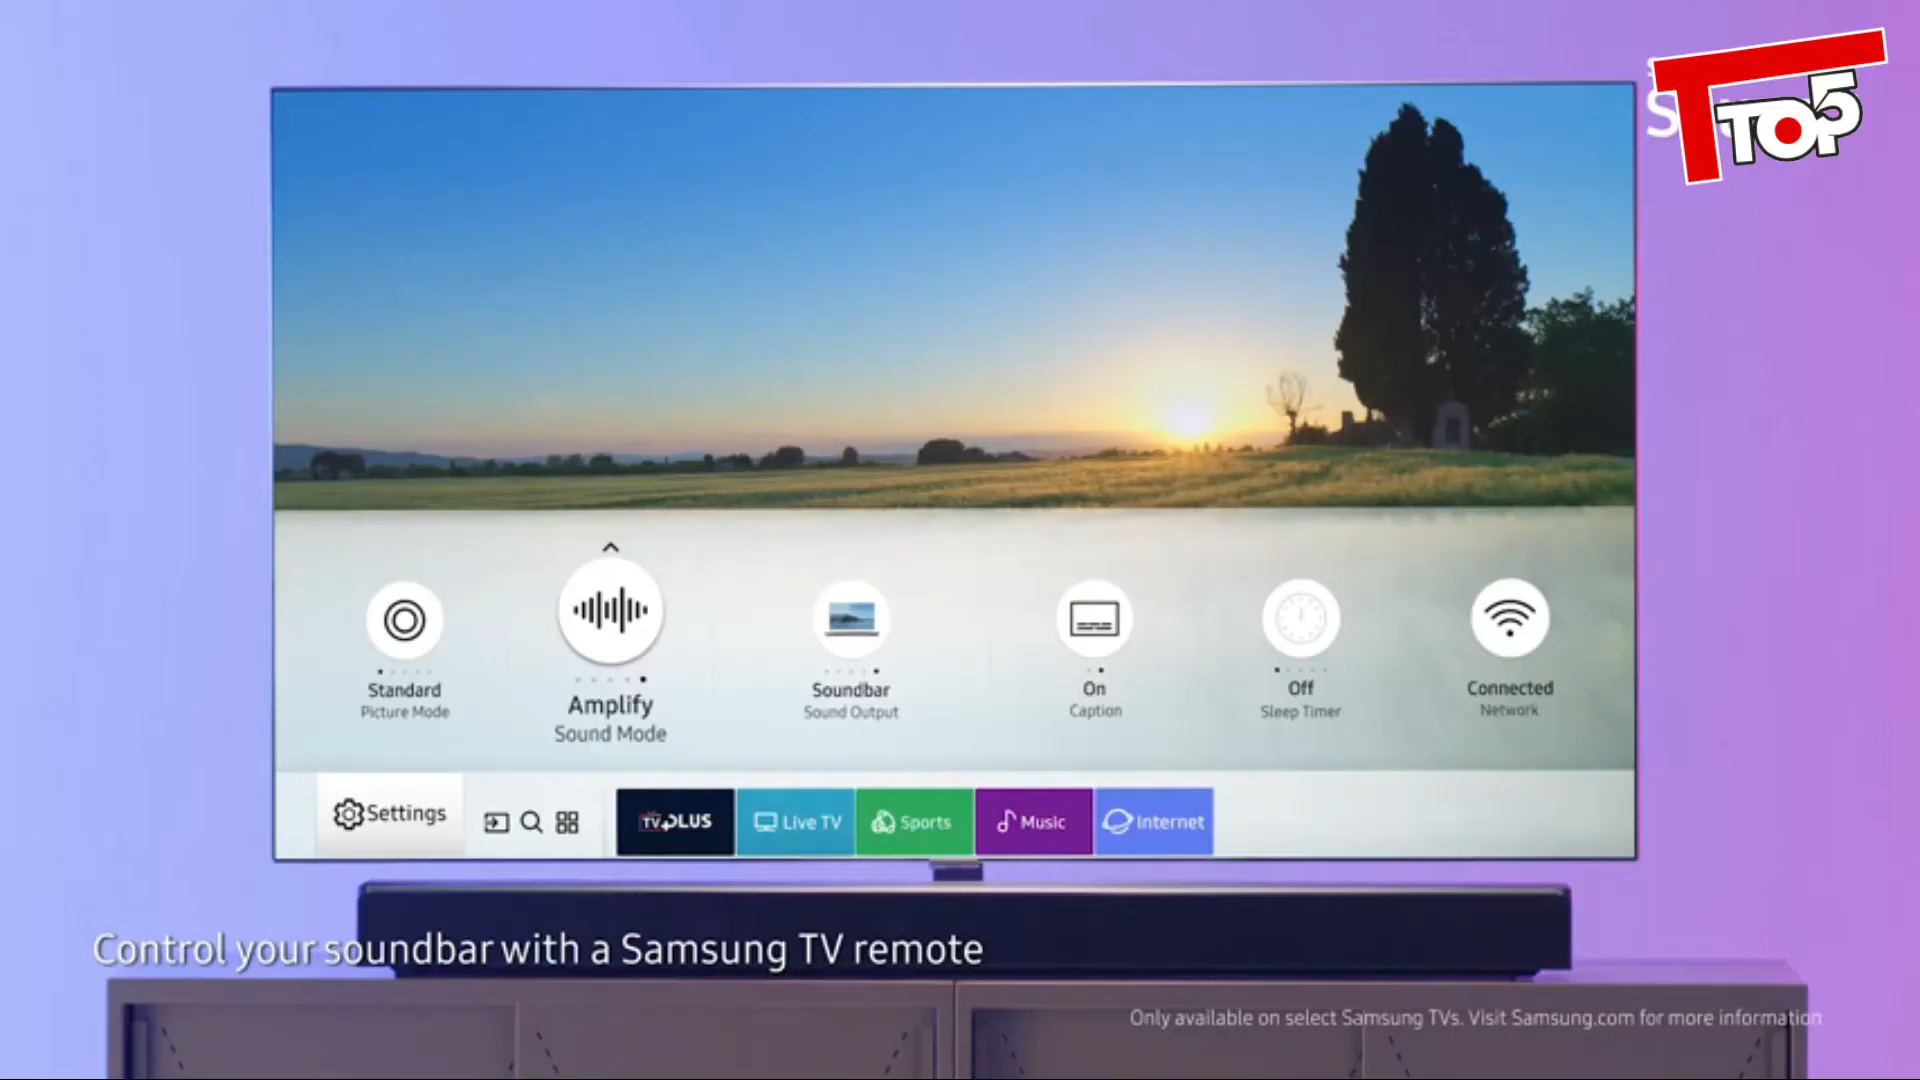 TTOP5
S
Standard
Picture Mode
Amplify
Sound Mode
Soundbar
Sound Output
On
Caption
Off
Sleep Timer
Connected
Network
Settings
TV PLUS
Live TV
Sports
Music
Internet
Control your soundbar with a Samsung TV remote
Only available on select Samsung TVs. Visit Samsung.com for more information